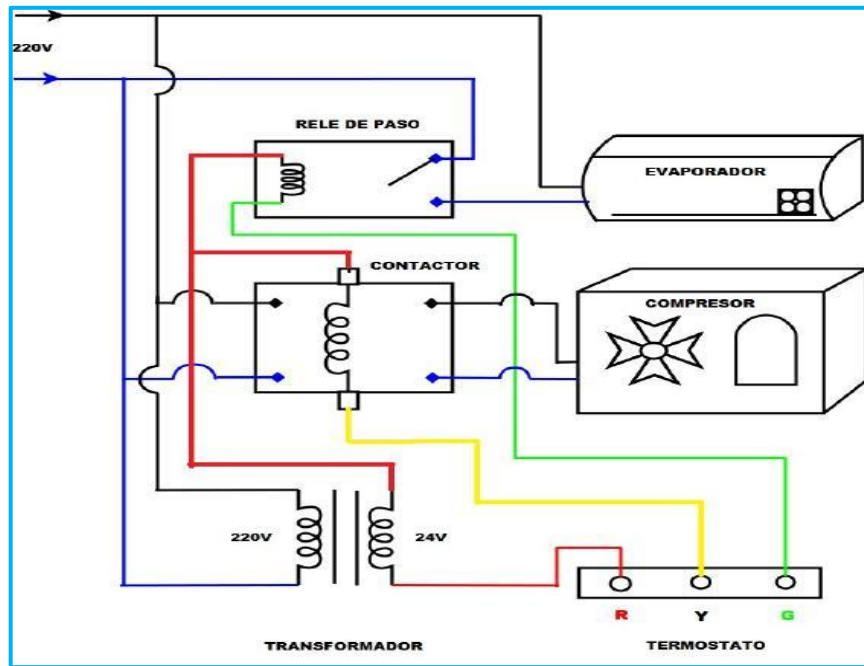 220V
RELE DE PASO
EVAPORADOR
CONTACTOR
COMPRESOR
220V
24V
R
Y
G
TRANSFORMADOR
TERMOSTATO